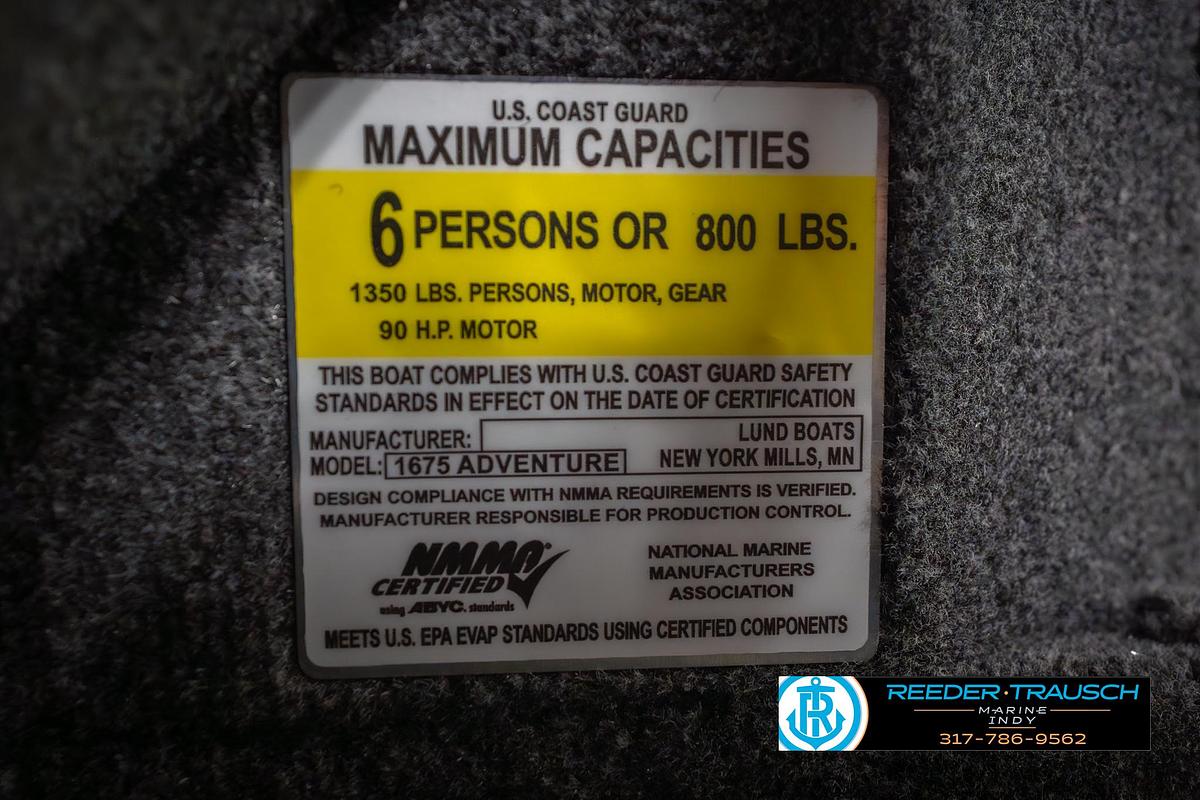 U.S. COAST GUARD
MAXIMUM CAPACITIES
6 PERSONS OR 800 LBS.
1350 LBS. PERSONS, MOTOR, GEAR
90 H.P. MOTOR
THIS BOAT COMPLIES WITH U.S. COAST GUARD SAFETY
STANDARDS IN EFFECT ON THE DATE OF CERTIFICATION
MANUFACTURER: LUND BOATS
MODEL: 1675 ADVENTURE NEW YORK MILLS, MN
DESIGN COMPLIANCE WITH NMMA REQUIREMENTS IS VERIFIED.
MANUFACTURER RESPONSIBLE FOR PRODUCTION CONTROL.
NMMA®
CERTIFIED
using ABYC. standards
NATIONAL MARINE
MANUFACTURERS
ASSOCIATION
MEETS U.S. EPA EVAP STANDARDS USING CERTIFIED COMPONENTS
RT
REEDER·TRAUSCH
MARINE
INDY
317-786-9562